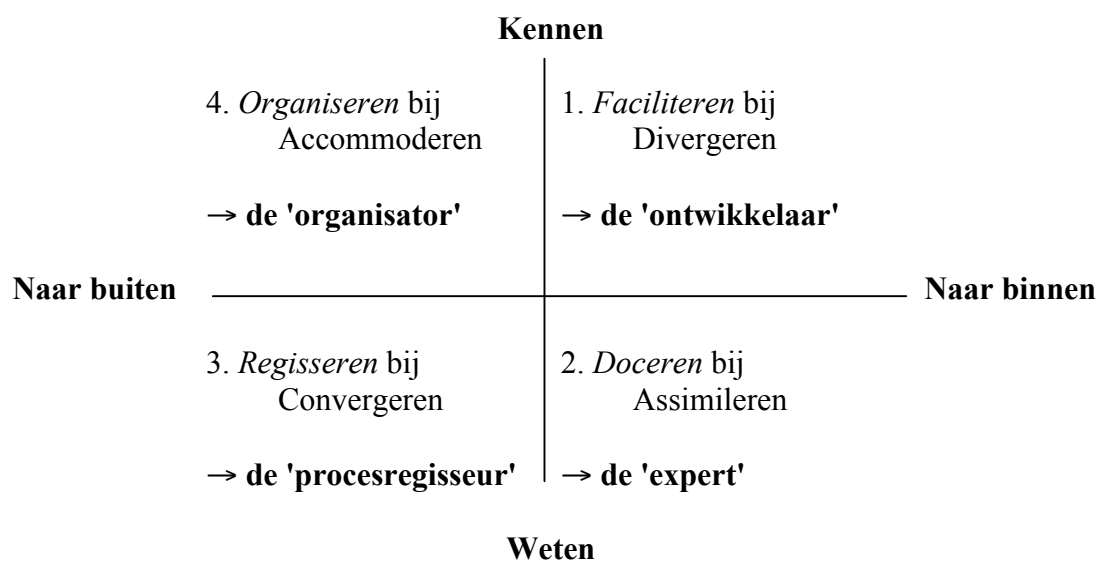 Kennen
4. Organiseren bij
Accommoderen
→ de 'organisator'
1. Faciliteren bij
Divergeren
→ de 'ontwikkelaar'
Naar buiten
Naar binnen
3. Regisseren bij
Convergeren
→ de 'procesregisseur'
2. Doceren bij
Assimileren
→ de 'expert'
Weten